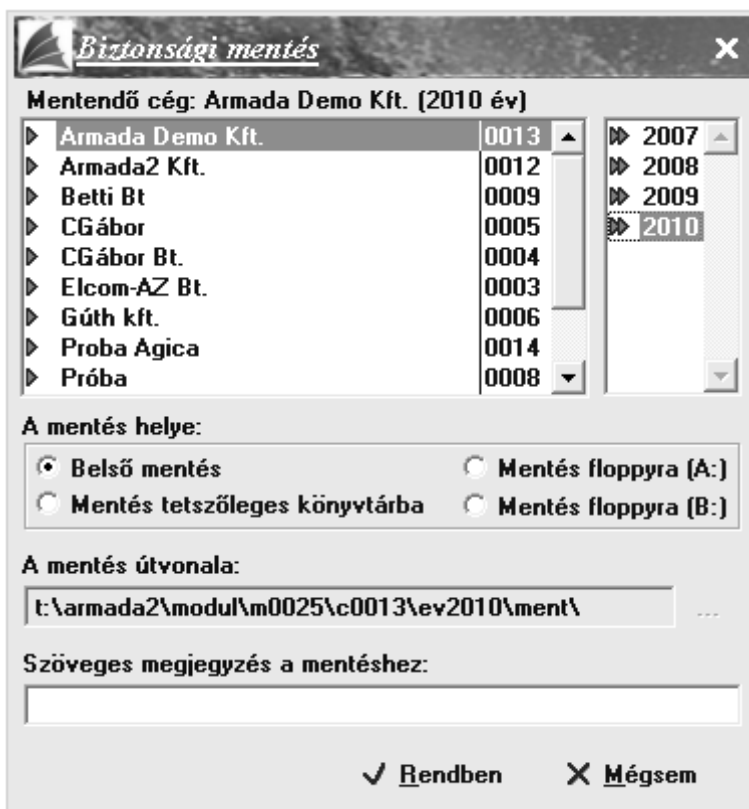 Biztonsági mentés
Mentendő cég: Armada Demo Kft. (2010 év)
Armada Demo Kft. 0013
Armada2 Kft. 0012
Betti Bt 0009
CGábor 0005
CGábor Bt. 0004
Elcom-AZ Bt. 0003
Gúth kft. 0006
Proba Agica 0014
Próba 0008
2007
2008
2009
2010
A mentés helye:
Belső mentés
Mentés floppyra (A:)
Mentés tetszőleges könyvtárba
Mentés floppyra (B:)
A mentés útvonala:
t:\armada2\modul\m0025\c0013\ev2010\ment\
...
Szöveges megjegyzés a mentéshez:
Rendben
Mégsem